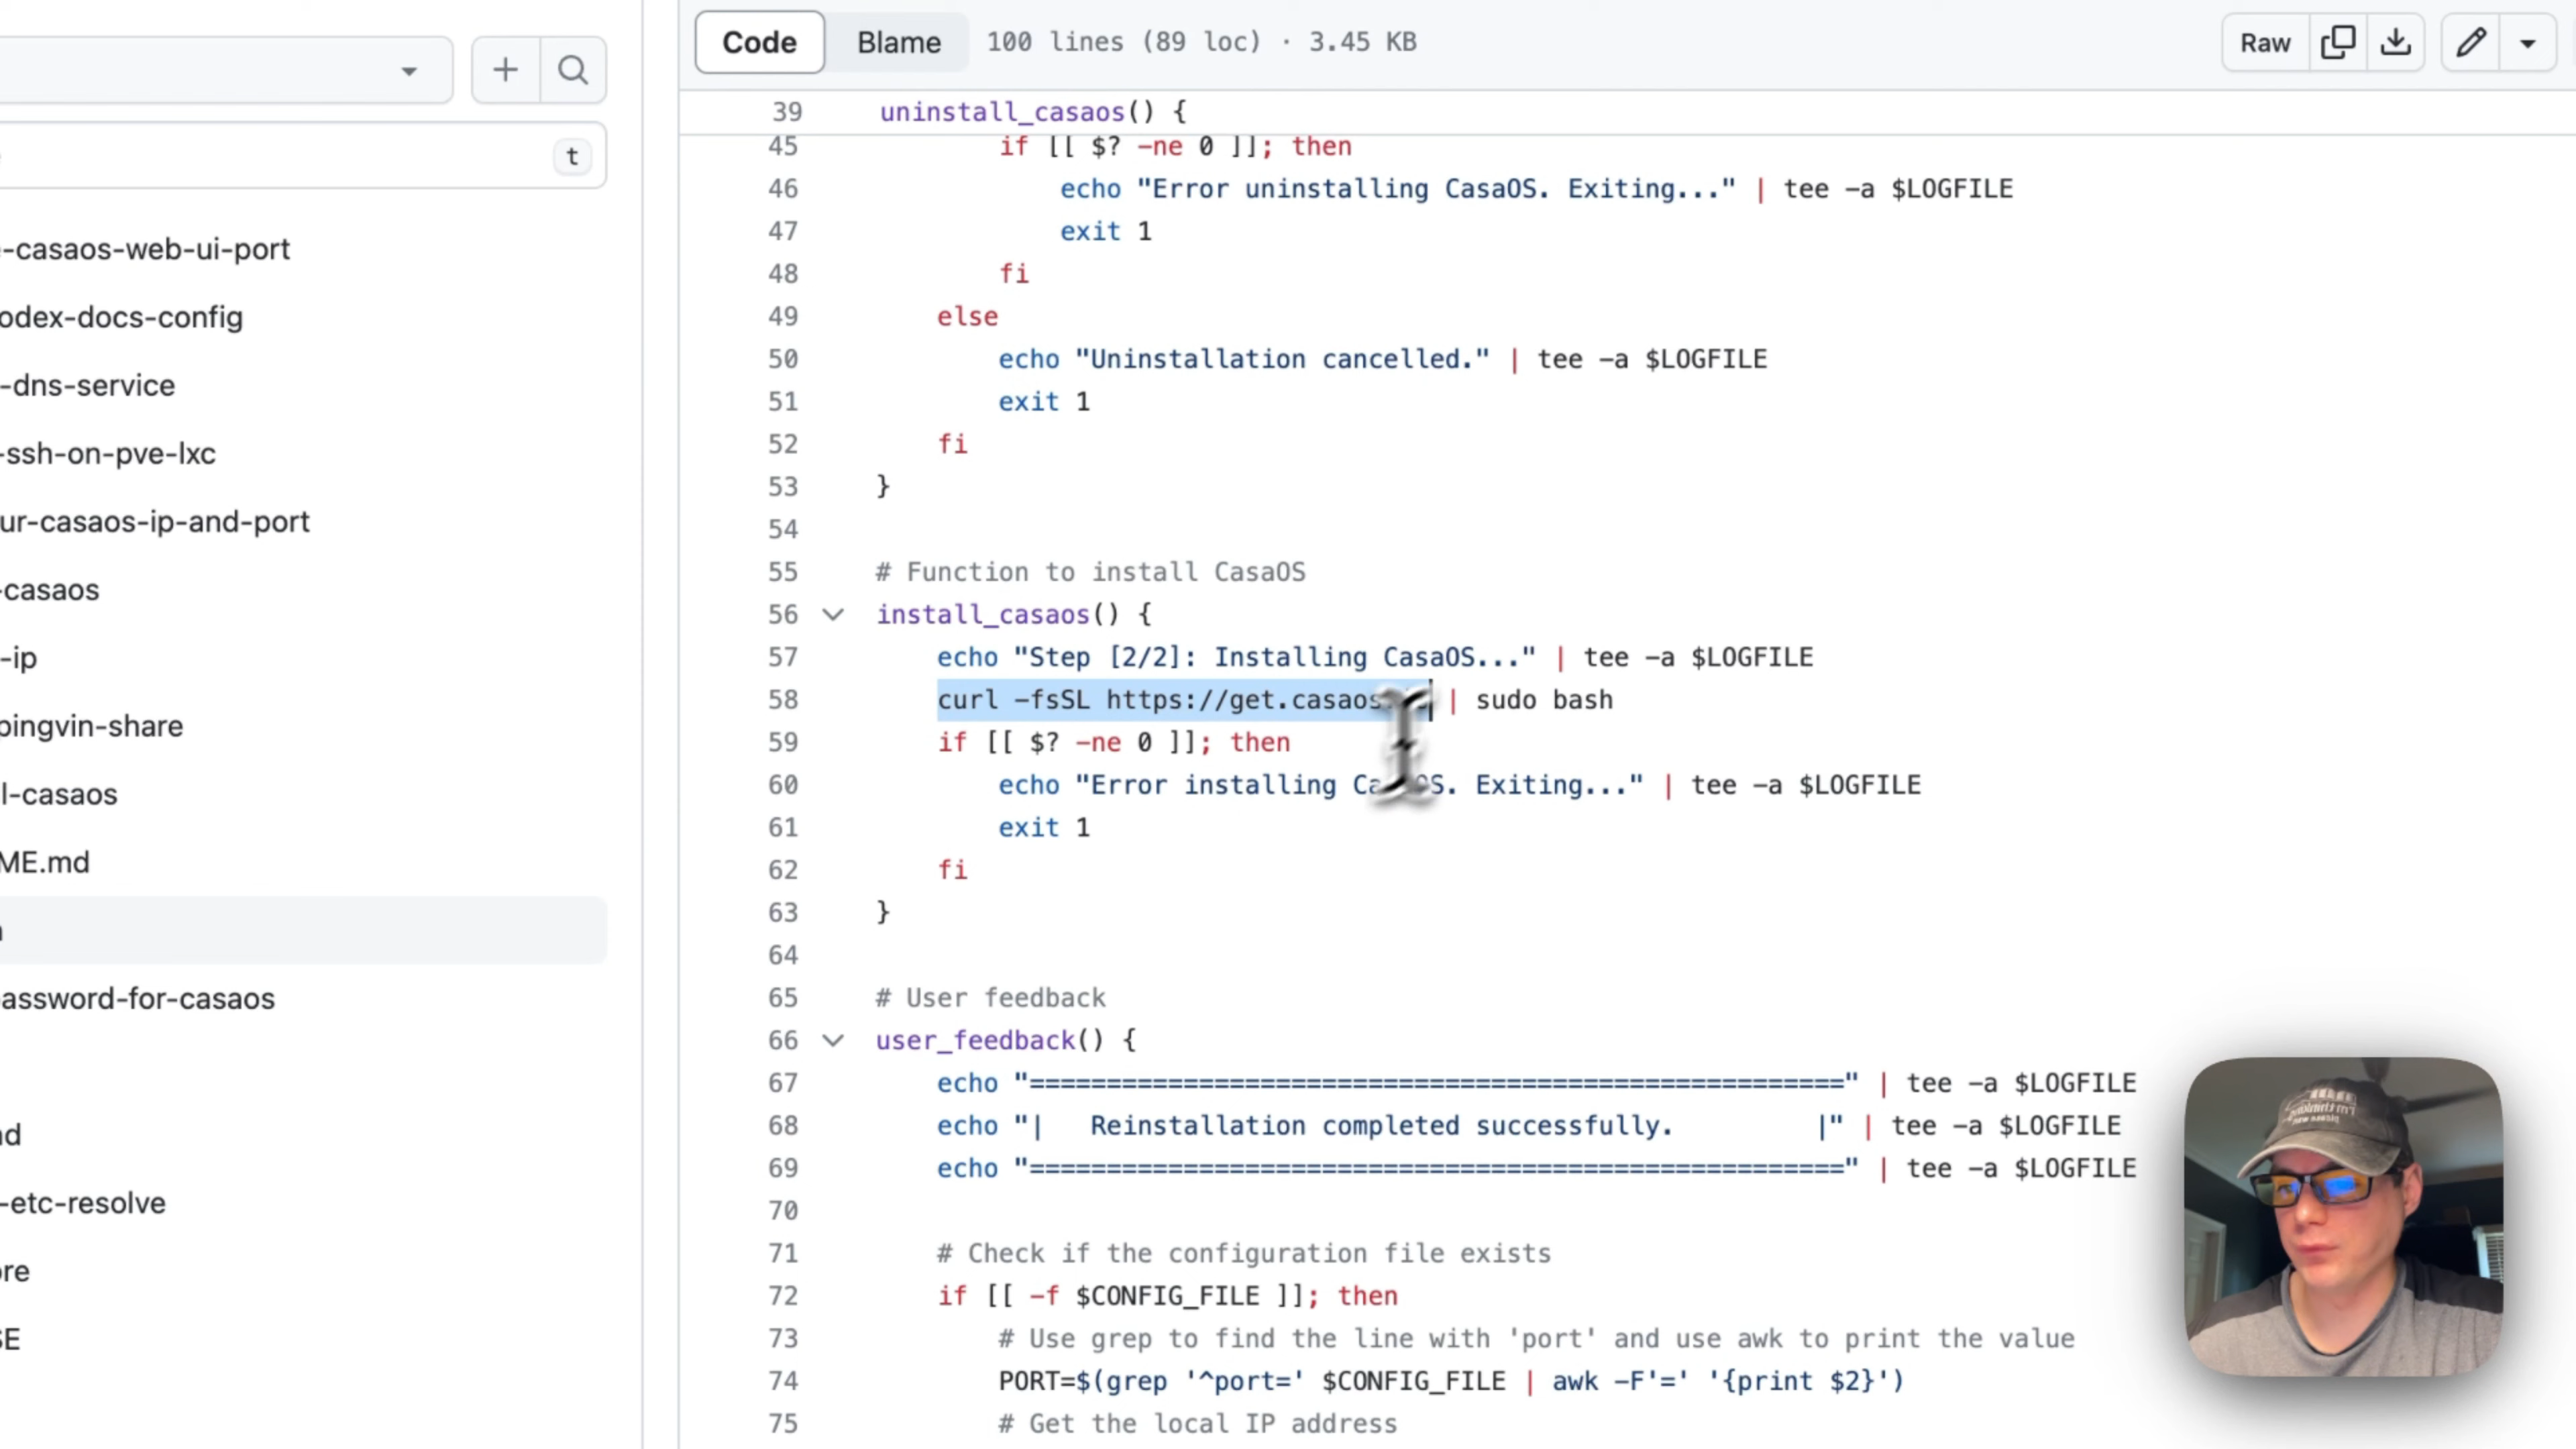 Code Blame 100 lines (89 loc) · 3.45 KB Raw
t
-casaos-web-ui-port
odex-docs-config
-dns-service
-ssh-on-pve-lxc
ur-casaos-ip-and-port
-casaos
-ip
pingvin-share
l-casaos
ME.md
assword-for-casaos
-etc-resolve
39 uninstall_casaos() {
45 if [[ $? -ne 0 ]]; then
46 echo "Error uninstalling CasaOS. Exiting..." | tee -a $LOGFILE
47 exit 1
48 fi
49 else
50 echo "Uninstallation cancelled." | tee -a $LOGFILE
51 exit 1
52 fi
53 }
54
55 # Function to install CasaOS
56 install_casaos() {
57 echo "Step [2/2]: Installing CasaOS..." | tee -a $LOGFILE
58 curl -fsSL https://get.casaos | sudo bash
59 if [[ $? -ne 0 ]]; then
60 echo "Error installing CasaOS. Exiting..." | tee -a $LOGFILE
61 exit 1
62 fi
63 }
64
65 # User feedback
66 user_feedback() {
67 echo "=====================================================" | tee -a $LOGFILE
68 echo "|   Reinstallation completed successfully.         |" | tee -a $LOGFILE
69 echo "=====================================================" | tee -a $LOGFILE
70
71 # Check if the configuration file exists
72 if [[ -f $CONFIG_FILE ]]; then
73 # Use grep to find the line with 'port' and use awk to print the value
74 PORT=$(grep '^port=' $CONFIG_FILE | awk -F'=' '{print $2}')
75 # Get the local IP address